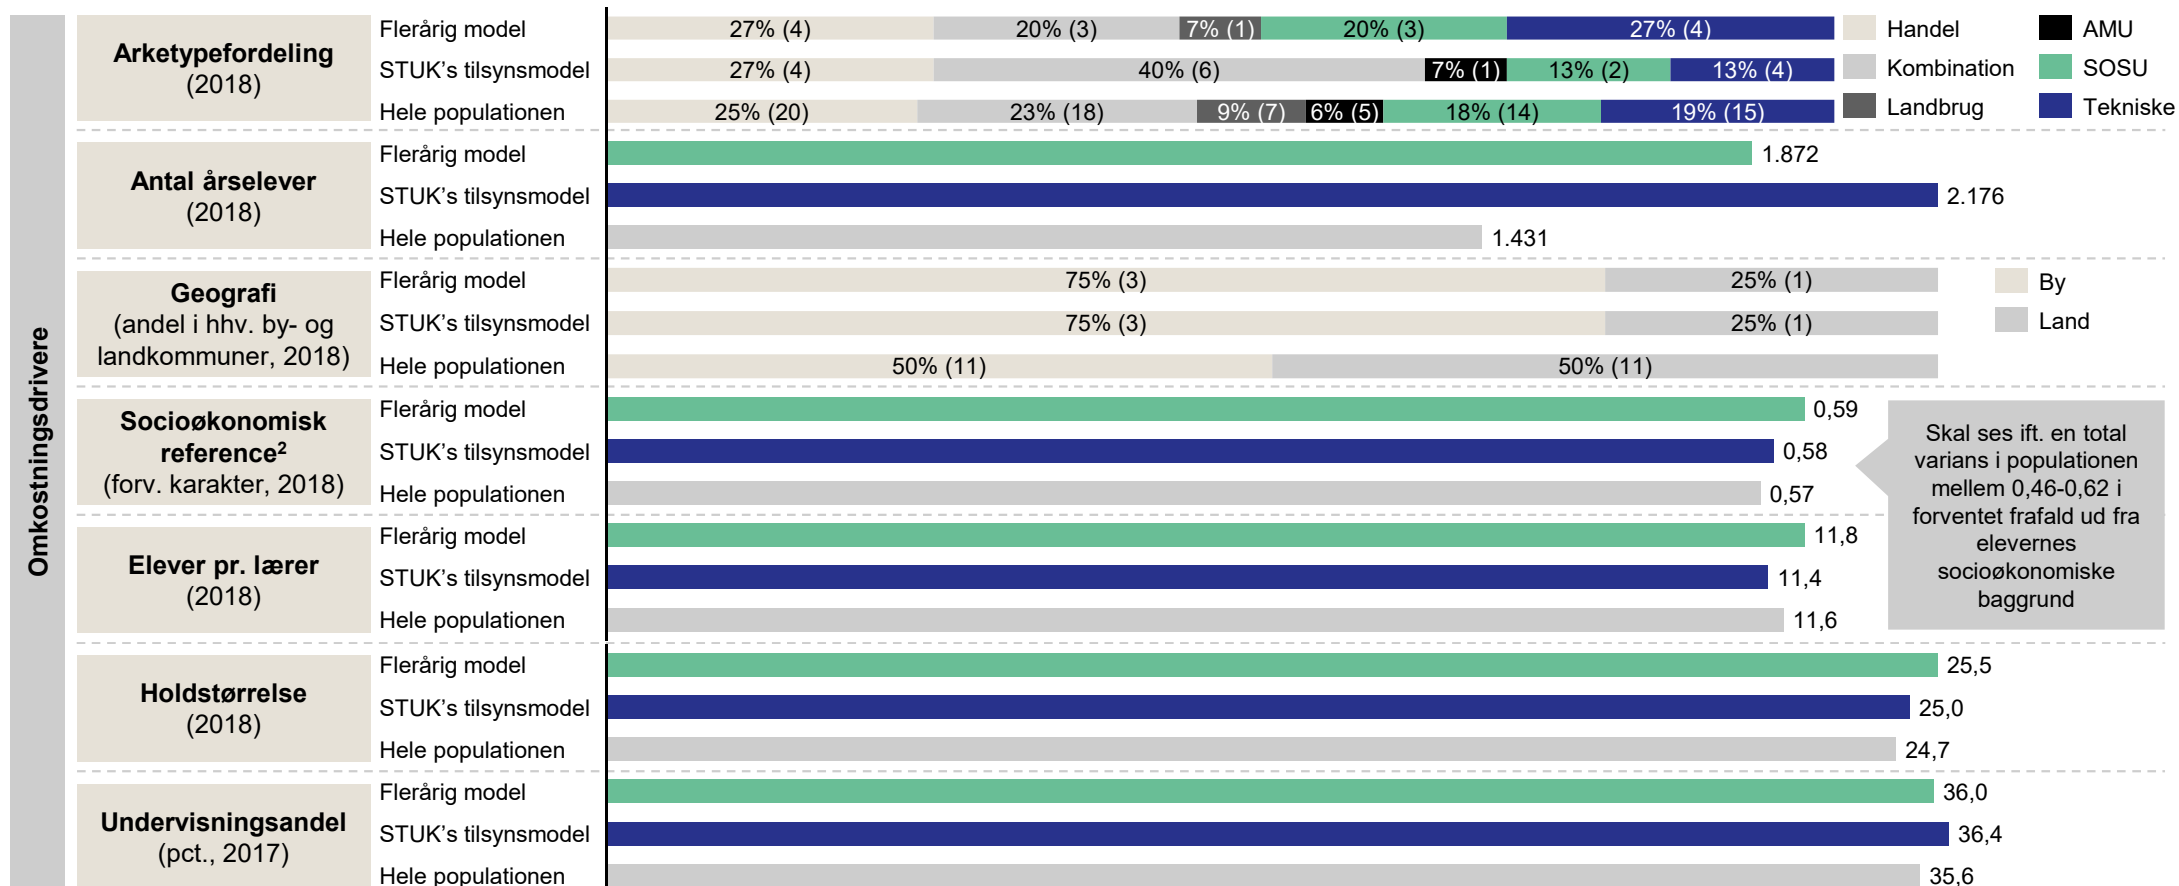 Omkostningsdrivere
Arketypefordeling
(2018)
Flerårig model
27% (4) 20% (3) 7% (1) 20% (3) 27% (4)
STUK's tilsynsmodel
27% (4) 40% (6) 7% (1) 13% (2) 13% (4)
Hele populationen
25% (20) 23% (18) 9% (7) 6% (5) 18% (14) 19% (15)
Handel
Kombination
Landbrug
AMU
SOSU
Tekniske
Antal årselever
(2018)
Flerårig model
1.872
STUK's tilsynsmodel
2.176
Hele populationen
1.431
Geografi
(andel i hhv. by- og
landkommuner, 2018)
Flerårig model
75% (3) 25% (1)
STUK's tilsynsmodel
75% (3) 25% (1)
Hele populationen
50% (11) 50% (11)
By
Land
Socioøkonomisk
reference2
(forv. karakter, 2018)
Flerårig model
0,59
STUK's tilsynsmodel
0,58
Hele populationen
0,57
Skal ses ift. en total
varians i populationen
mellem 0,46-0,62 i
forventet frafald ud fra
elevernes
socioøkonomiske
baggrund
Elever pr. lærer
(2018)
Flerårig model
11,8
STUK's tilsynsmodel
11,4
Hele populationen
11,6
Holdstørrelse
(2018)
Flerårig model
25,5
STUK's tilsynsmodel
25,0
Hele populationen
24,7
Undervisningsandel
(pct., 2017)
Flerårig model
36,0
STUK's tilsynsmodel
36,4
Hele populationen
35,6